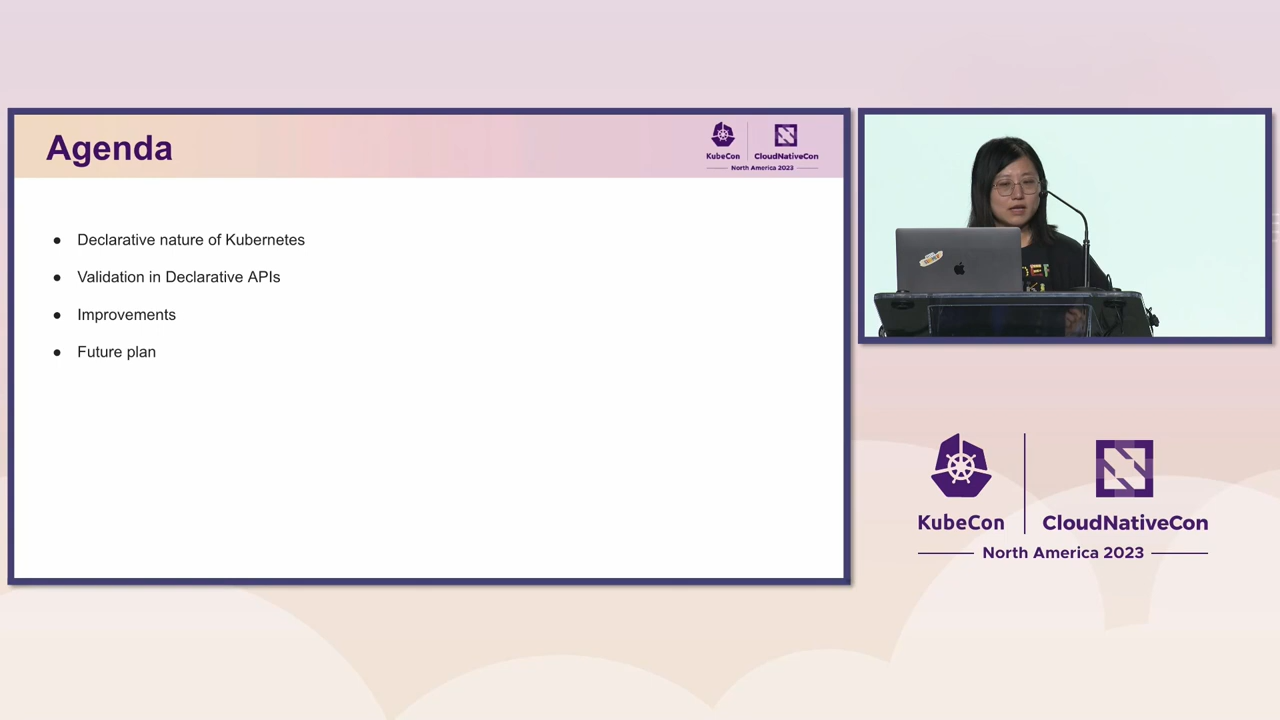 Agenda
KubeCon
CloudNativeCon
North America 2023
● Declarative nature of Kubernetes
● Validation in Declarative APIs
● Improvements
● Future plan
KubeCon
CloudNativeCon
North America 2023